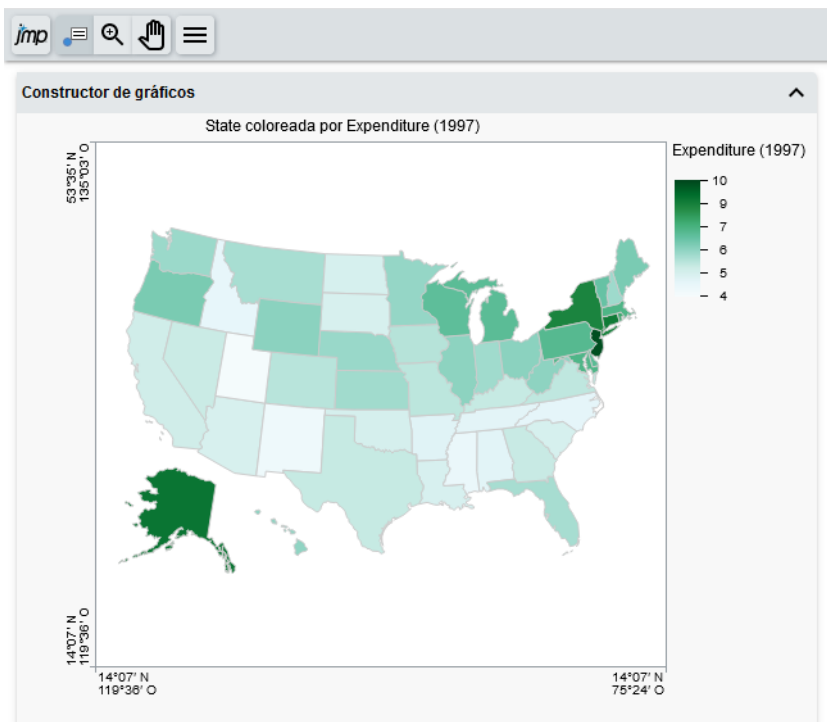 jmp
Constructor de gráficos
State coloreada por Expenditure (1997)
53°35' N
135°03' O
Expenditure (1997)
10
9
7
6
5
4
14°07' N
119°36' O
14°07' N
119°36' O
14°07' N
75°24' O